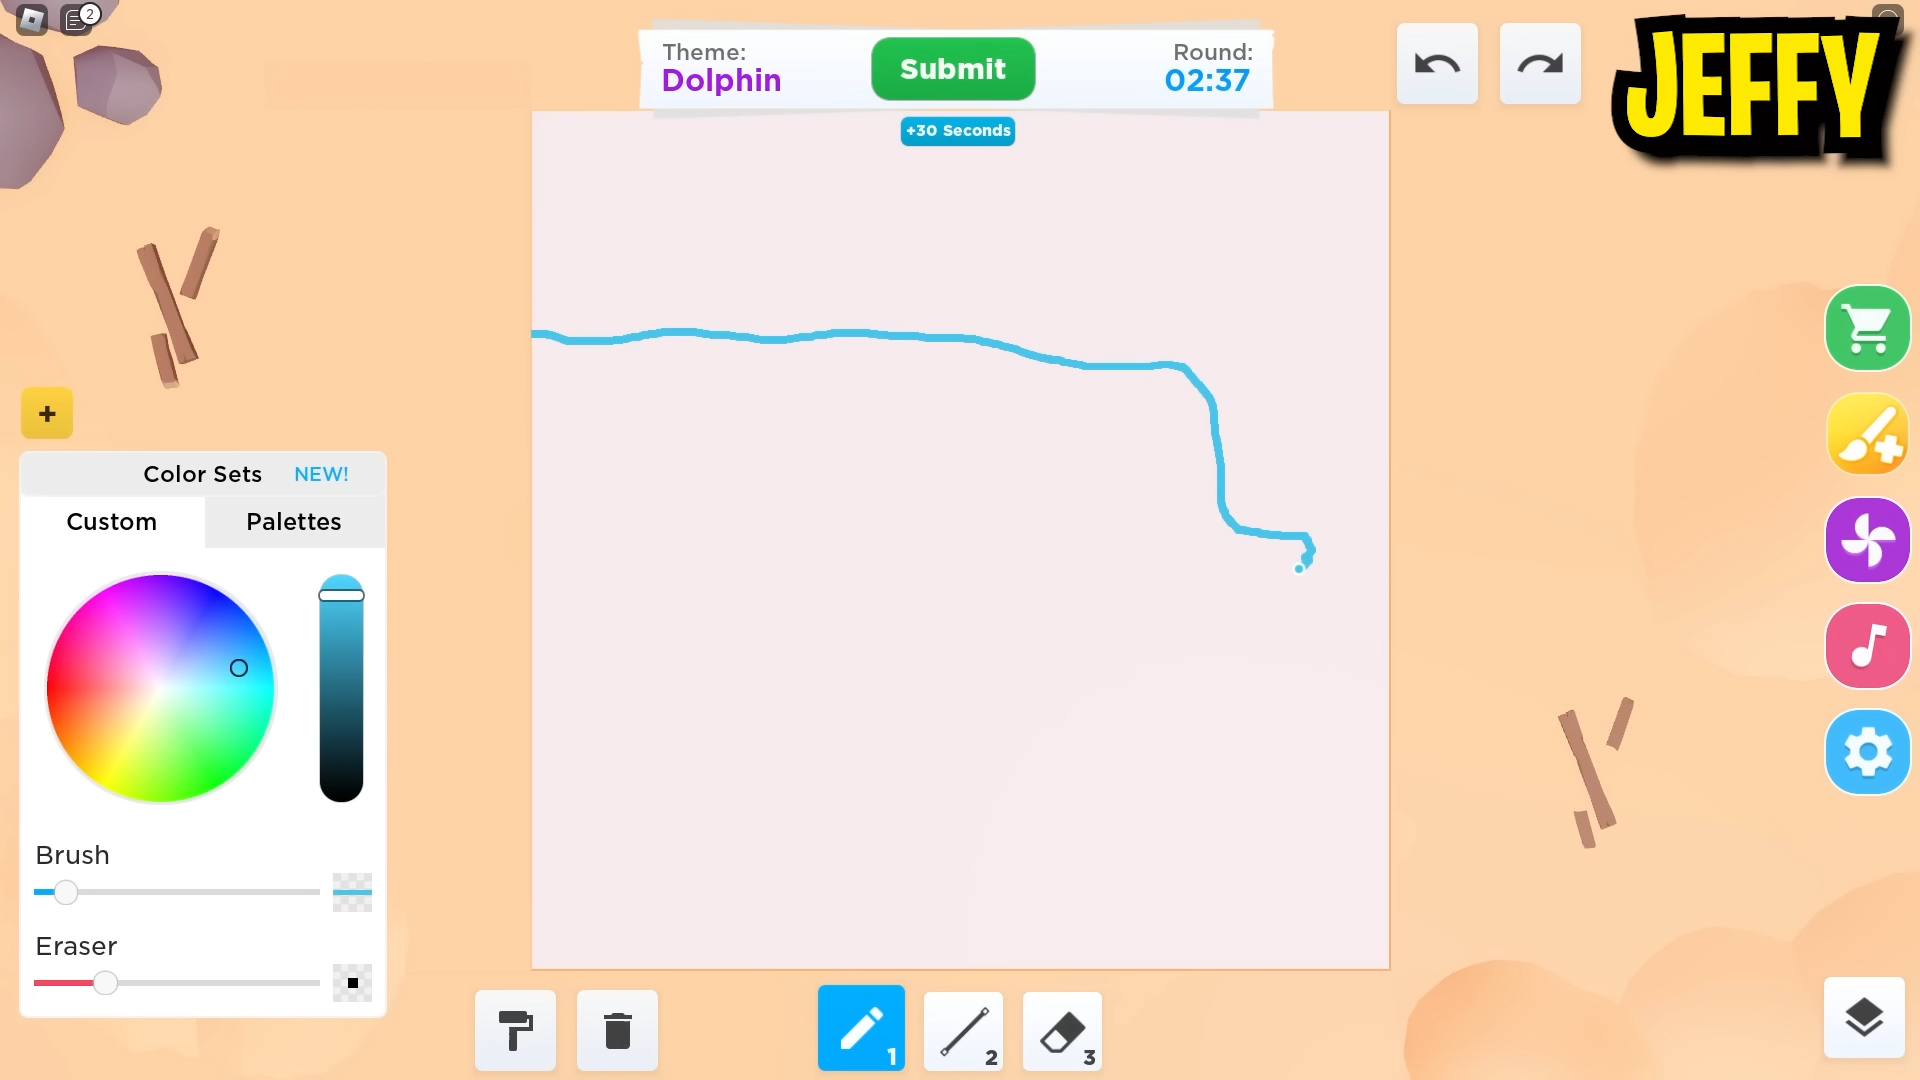 2
Theme:
Dolphin
Submit
Round:
02:37
+30 Seconds
JEFFY
+
Color Sets NEW!
Custom Palettes
Brush
Eraser
1
2
3